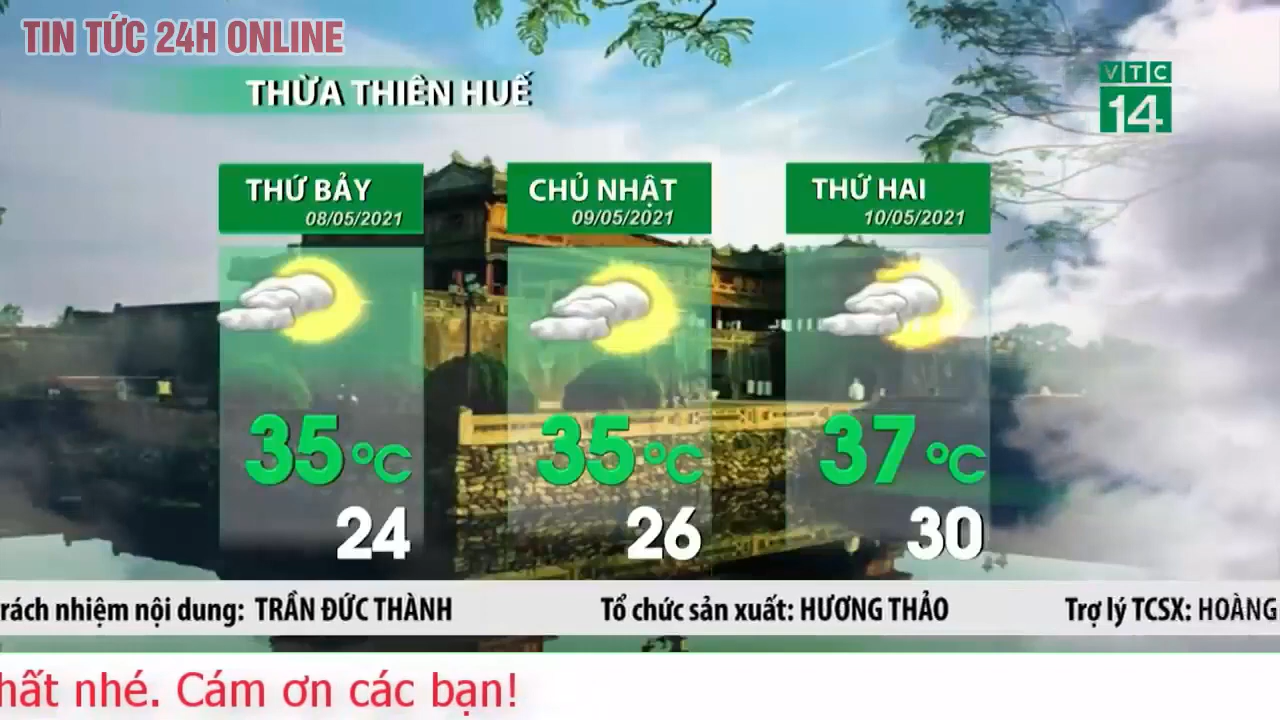 TIN TỨC 24H ONLINE
THỪA THIÊN HUẾ
VTC
14
THỨ BẢY
08/05/2021
CHỦ NHẬT
09/05/2021
THỨ HAI
10/05/2021
35°C
35°C
37°C
24
26
30
rách nhiệm nội dung: TRẦN ĐỨC THÀNH Tổ chức sản xuất: HƯƠNG THẢO Trợ lý TCSX: HOÀNG
hất nhé. Cám ơn các bạn!